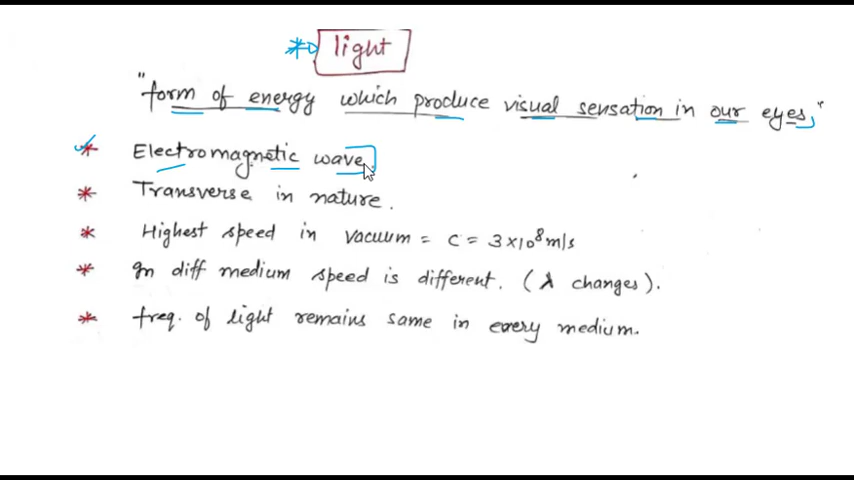 light
"form of energy which produce visual sensation in our eyes"
* Electromagnetic wave.
* Transverse in nature.
* Highest speed in vacuum = c = 3×10⁸m/s
* In diff medium speed is different. (λ changes).
* freq. of light remains same in every medium.